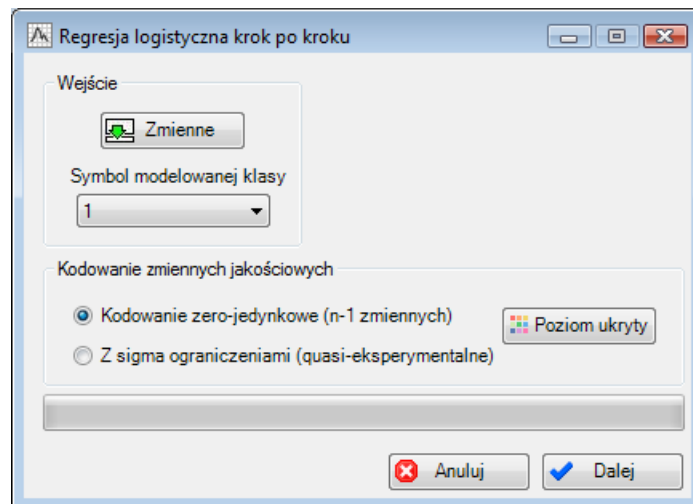 Regresja logistyczna krok po kroku
Wejście
Zmienne
Symbol modelowanej klasy
1
Kodowanie zmiennych jakościowych
Kodowanie zero-jedynkowe (n-1 zmiennych)
Poziom ukryty
Z sigma ograniczeniami (quasi-eksperymentalne)
Anuluj
Dalej